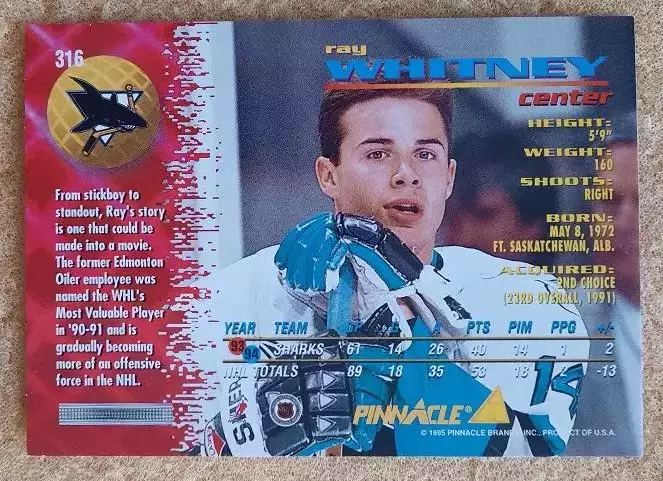 316
ray
WHITNEY
center
HEIGHT:
5'9"
WEIGHT:
160
SHOOTS:
RIGHT
BORN:
MAY 8, 1972
FT. SASKATCHEWAN, ALB.
ACQUIRED:
2ND CHOICE
(23RD OVERALL, 1991)
From stickboy to
standout, Ray's story
is one that could be
made into a movie.
The former Edmonton
Oiler employee was
named the WHL's
Most Valuable Player
in '90-91 and is
gradually becoming
more of an offensive
force in the NHL.
YEAR TEAM G A PTS PIM PPG +/-
93 94 SHARKS 61 14 26 40 14 1 2
NHL TOTALS 89 18 35 53 18 2 -13
14
NHL
PINNACLE®
© 1995 PINNACLE BRANDS, INC., PRODUCT OF U.S.A.